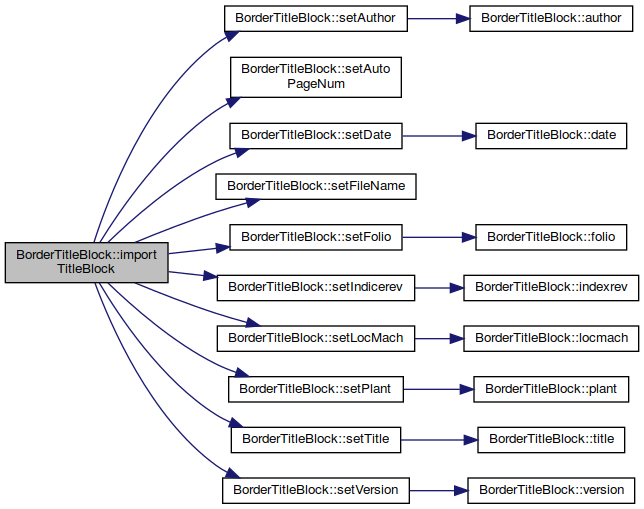 BorderTitleBlock::import
TitleBlock
BorderTitleBlock::setAuthor
BorderTitleBlock::author
BorderTitleBlock::setAuto
PageNum
BorderTitleBlock::setDate
BorderTitleBlock::date
BorderTitleBlock::setFileName
BorderTitleBlock::setFolio
BorderTitleBlock::folio
BorderTitleBlock::setIndicerev
BorderTitleBlock::indexrev
BorderTitleBlock::setLocMach
BorderTitleBlock::locmach
BorderTitleBlock::setPlant
BorderTitleBlock::plant
BorderTitleBlock::setTitle
BorderTitleBlock::title
BorderTitleBlock::setVersion
BorderTitleBlock::version